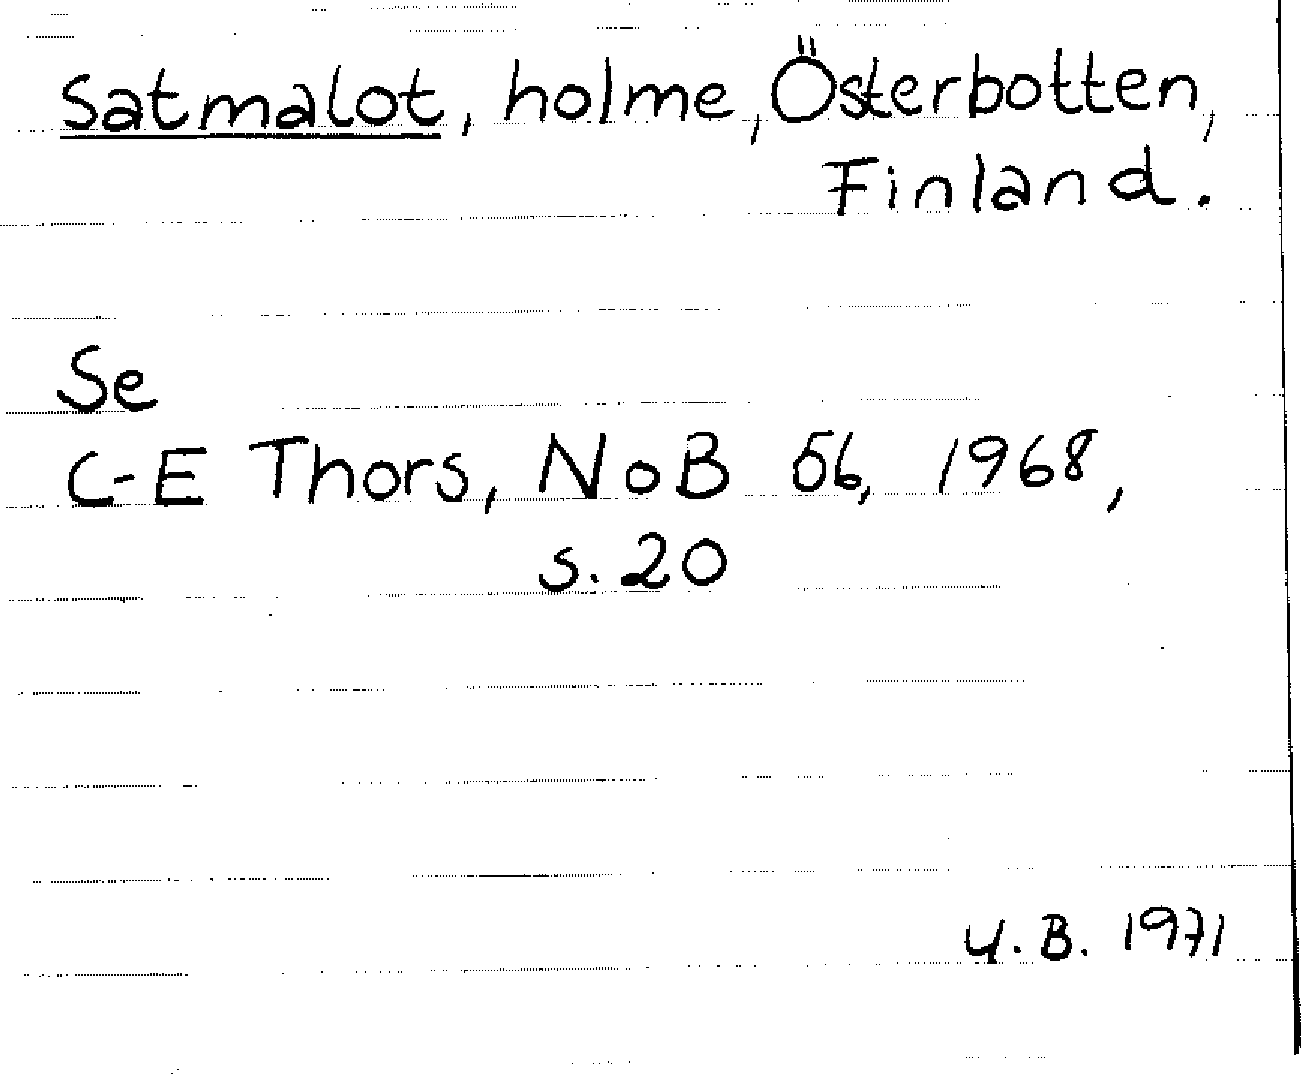 Satmalot, holme, Österbotten,
Finland.
Se
C-E Thors, NoB 56, 1968,
s. 20
U.B. 1971